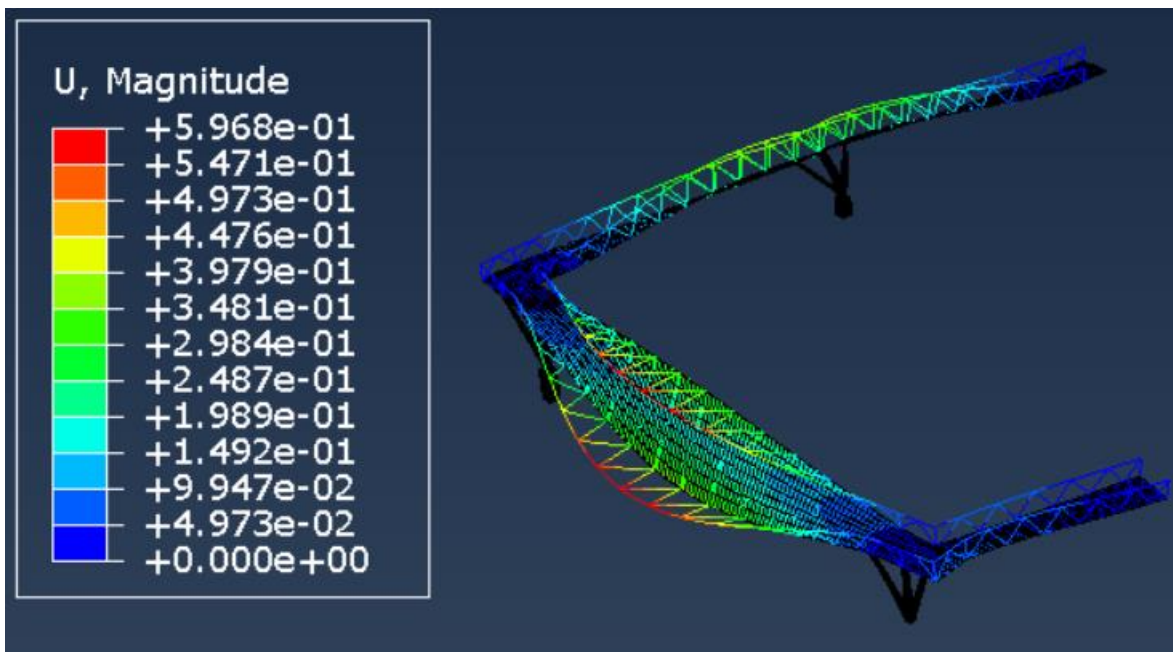 U, Magnitude
+5.968e-01
+5.471e-01
+4.973e-01
+4.476e-01
+3.979e-01
+3.481e-01
+2.984e-01
+2.487e-01
+1.989e-01
+1.492e-01
+9.947e-02
+4.973e-02
+0.000e+00